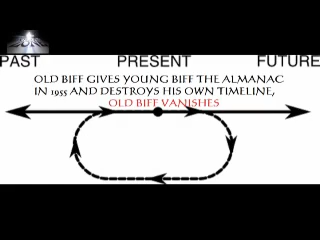 PAST PRESENT FUTURE
OLD BIFF GIVES YOUNG BIFF THE ALMANAC
IN 1955 AND DESTROYS HIS OWN TIMELINE,
OLD BIFF VANISHES